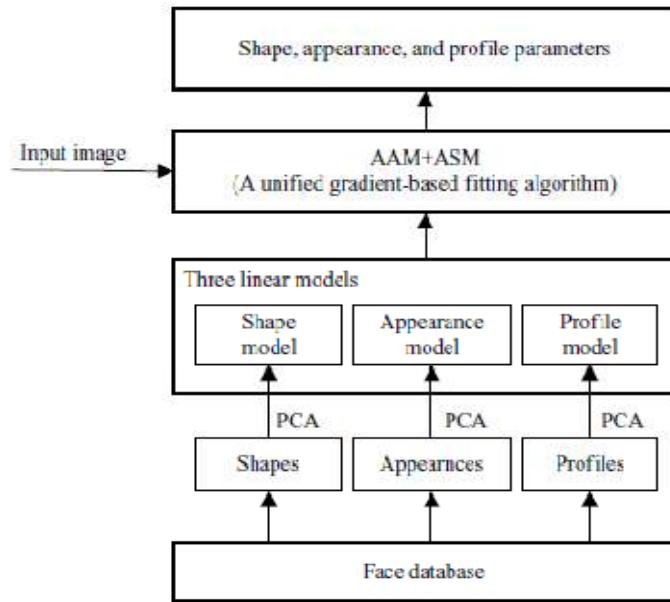 Shape, appearance, and profile parameters
Input image
AAM+ASM
(A unified gradient-based fitting algorithm)
Three linear models
Shape
model
Appearance
model
Profile
model
PCA
PCA
PCA
Shapes
Appearnces
Profiles
Face database